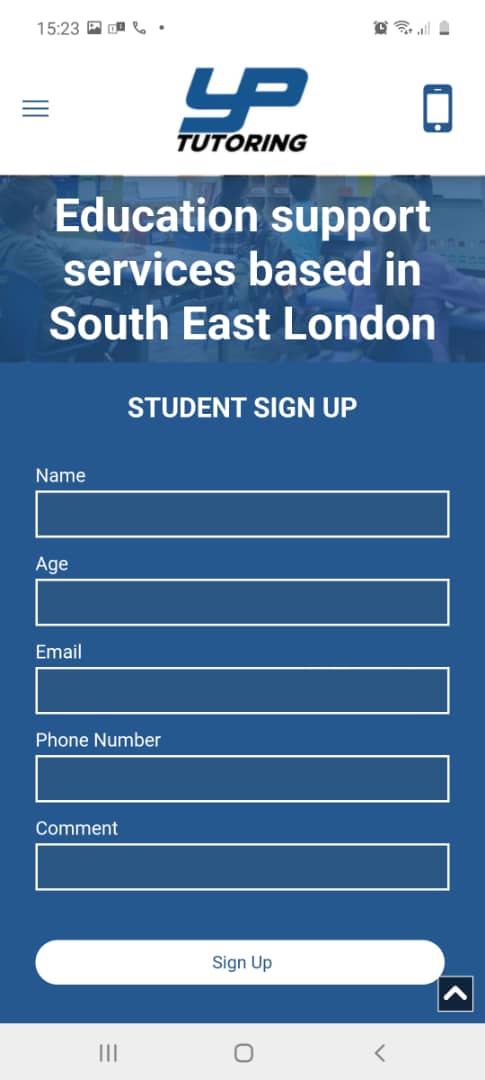 15:23
YP
TUTORING
Education support
services based in
South East London
STUDENT SIGN UP
Name
Age
Email
Phone Number
Comment
Sign Up